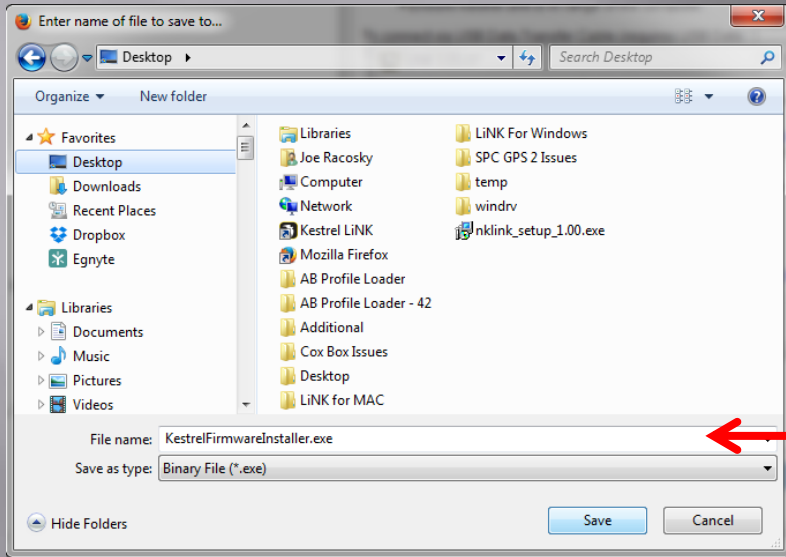 Enter name of file to save to...
Desktop
Search Desktop
Organize
New folder
Favorites
Desktop
Downloads
Recent Places
Dropbox
Egnyte
Libraries
Documents
Music
Pictures
Videos
Libraries
Joe Racosky
Computer
Network
Kestrel LiNK
Mozilla Firefox
AB Profile Loader
AB Profile Loader - 42
Additional
Cox Box Issues
Desktop
LiNK for MAC
LiNK For Windows
SPC GPS 2 Issues
temp
windrv
nklink_setup_1.00.exe
File name: KestrelFirmwareInstaller.exe
Save as type: Binary File (*.exe)
Hide Folders
Save
Cancel